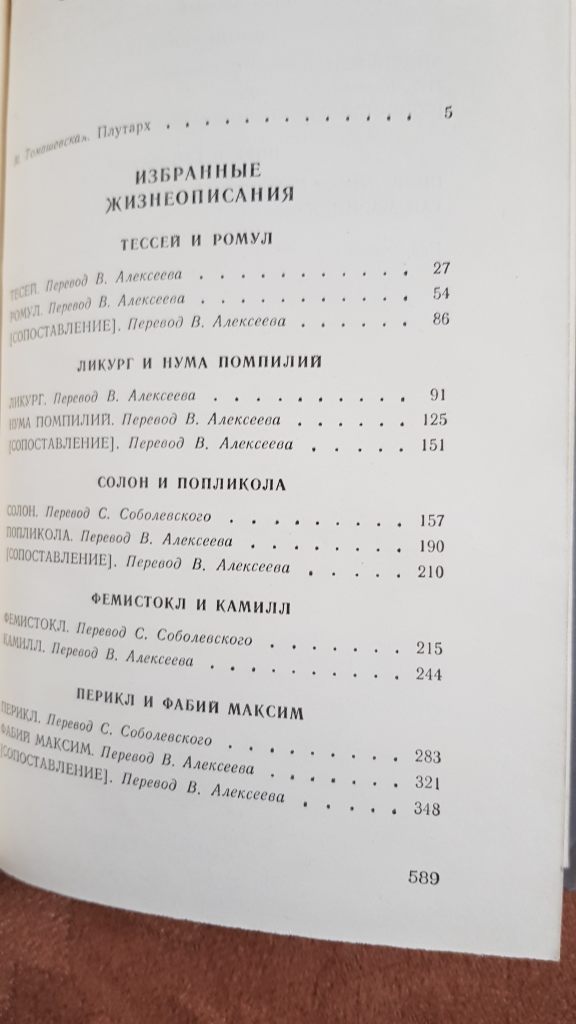 М. Томашевская. Плутарх . . . . . . . . . . . . . 5
ИЗБРАННЫЕ
ЖИЗНЕОПИСАНИЯ
ТЕССЕЙ И РОМУЛ
ТЕСЕЙ. Перевод В. Алексеева . . . . . . . . . . . 27
РОМУЛ. Перевод В. Алексеева . . . . . . . . . . . 54
[СОПОСТАВЛЕНИЕ]. Перевод В. Алексеева . . . . . . 86
ЛИКУРГ И НУМА ПОМПИЛИЙ
ЛИКУРГ. Перевод В. Алексеева . . . . . . . . . . 91
НУМА ПОМПИЛИЙ. Перевод В. Алексеева . . . . . . 125
[СОПОСТАВЛЕНИЕ]. Перевод В. Алексеева . . . . . 151
СОЛОН И ПОПЛИКОЛА
СОЛОН. Перевод С. Соболевского . . . . . . . . . 157
ПОПЛИКОЛА. Перевод В. Алексеева . . . . . . . . 190
[СОПОСТАВЛЕНИЕ]. Перевод В. Алексеева . . . . . 210
ФЕМИСТОКЛ И КАМИЛЛ
ФЕМИСТОКЛ. Перевод С. Соболевского . . . . . . . 215
КАМИЛЛ. Перевод В. Алексеева . . . . . . . . . . 244
ПЕРИКЛ И ФАБИЙ МАКСИМ
ПЕРИКЛ. Перевод С. Соболевского . . . . . . . . . 283
ФАБИЙ МАКСИМ. Перевод В. Алексеева . . . . . . . 321
[СОПОСТАВЛЕНИЕ]. Перевод В. Алексеева . . . . . 348
589